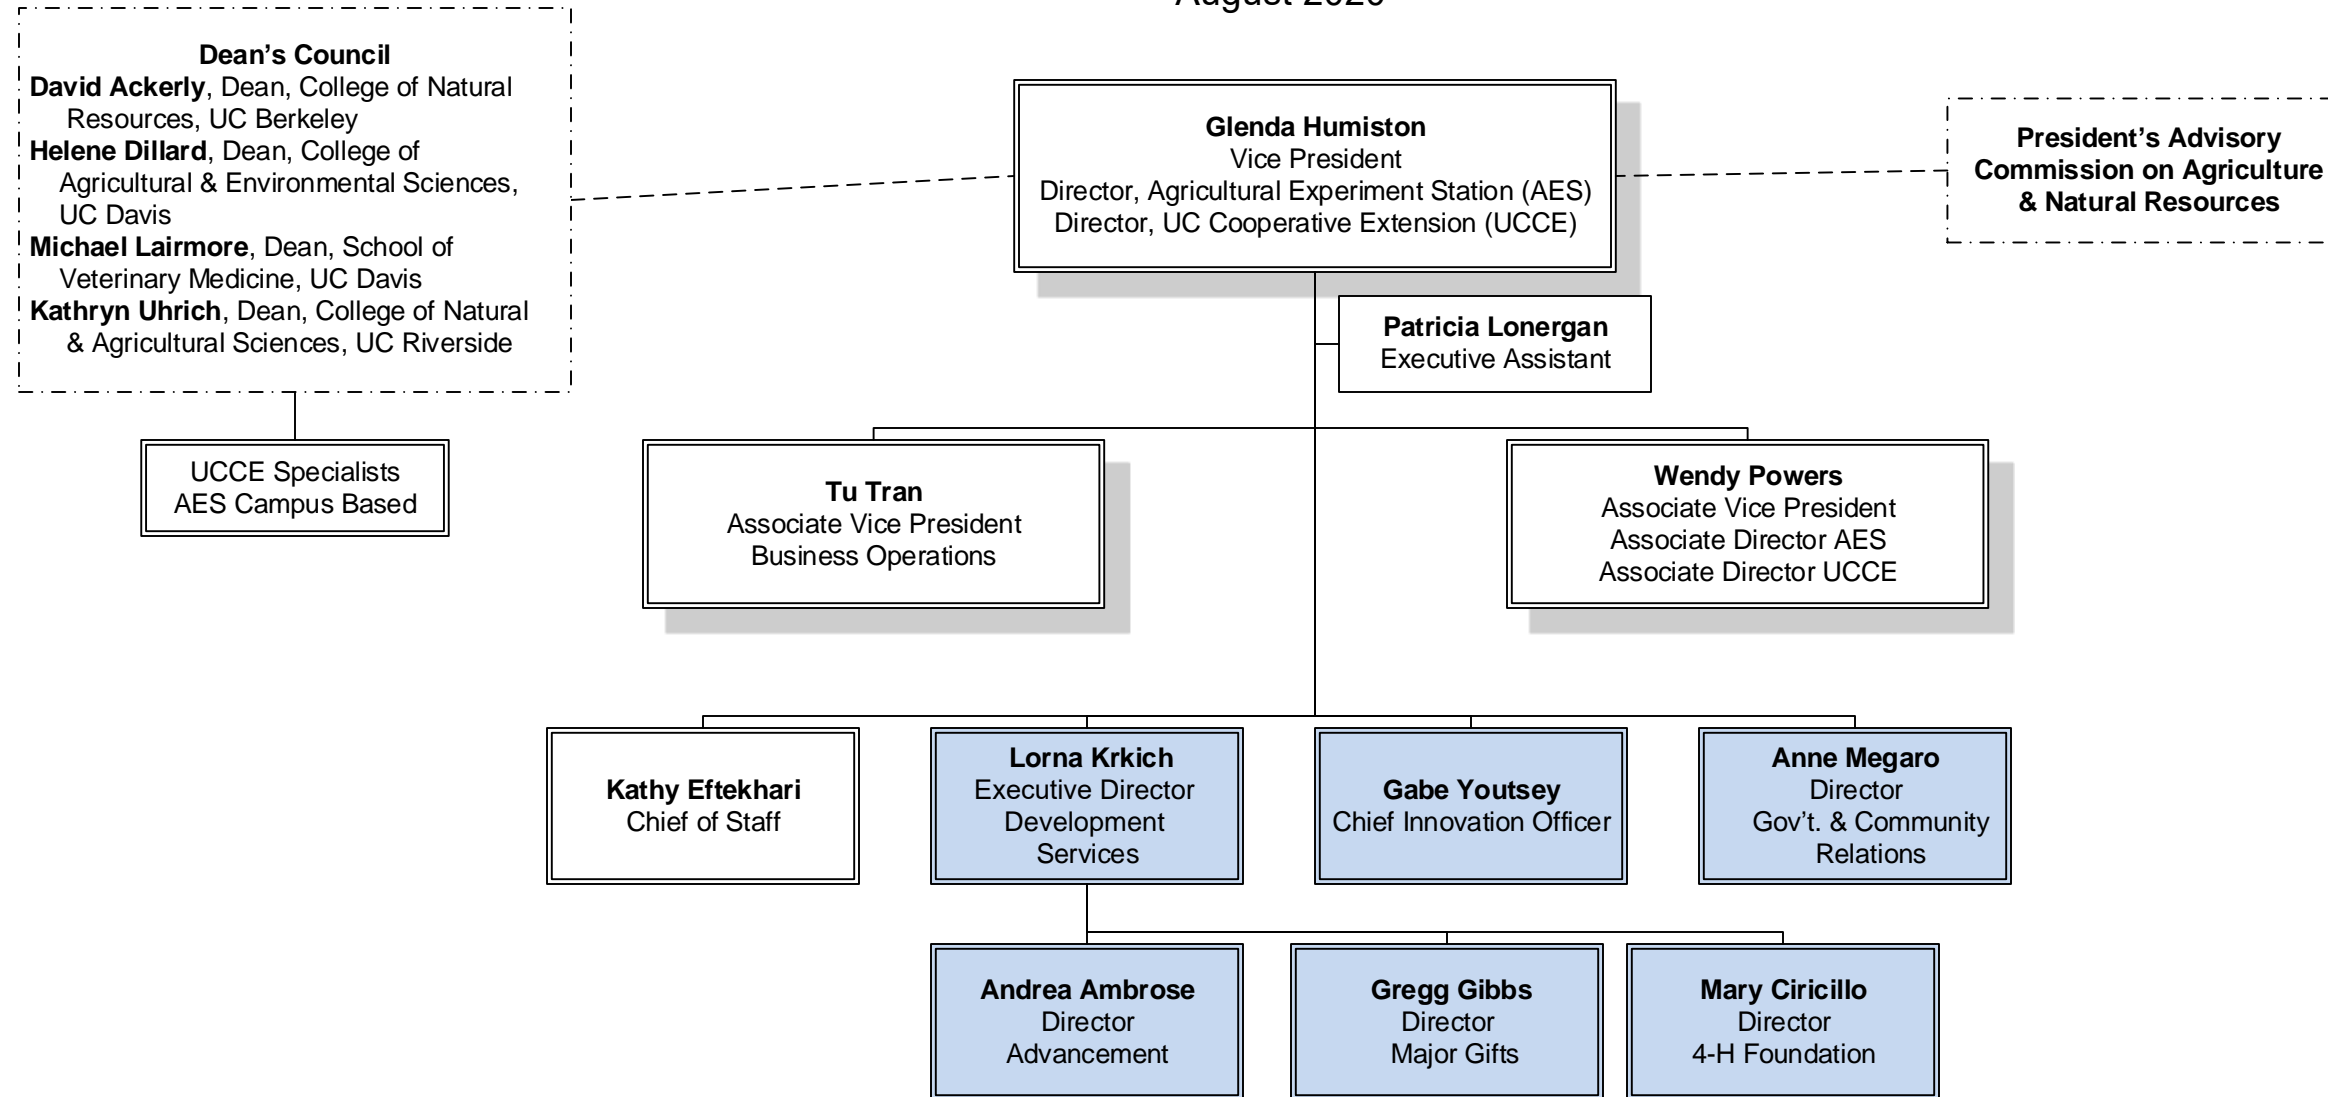 August 2020
Dean’s Council
David Ackerly, Dean, College of Natural
Resources, UC Berkeley
Helene Dillard, Dean, College of
Agricultural & Environmental Sciences,
UC Davis
Michael Lairmore, Dean, School of
Veterinary Medicine, UC Davis
Kathryn Uhrich, Dean, College of Natural
& Agricultural Sciences, UC Riverside
Glenda Humiston
Vice President
Director, Agricultural Experiment Station (AES)
Director, UC Cooperative Extension (UCCE)
President’s Advisory
Commission on Agriculture
& Natural Resources
Patricia Lonergan
Executive Assistant
UCCE Specialists
AES Campus Based
Tu Tran
Associate Vice President
Business Operations
Wendy Powers
Associate Vice President
Associate Director AES
Associate Director UCCE
Kathy Eftekhari
Chief of Staff
Lorna Krkich
Executive Director
Development
Services
Gabe Youtsey
Chief Innovation Officer
Anne Megaro
Director
Gov’t. & Community
Relations
Andrea Ambrose
Director
Advancement
Gregg Gibbs
Director
Major Gifts
Mary Ciricillo
Director
4-H Foundation